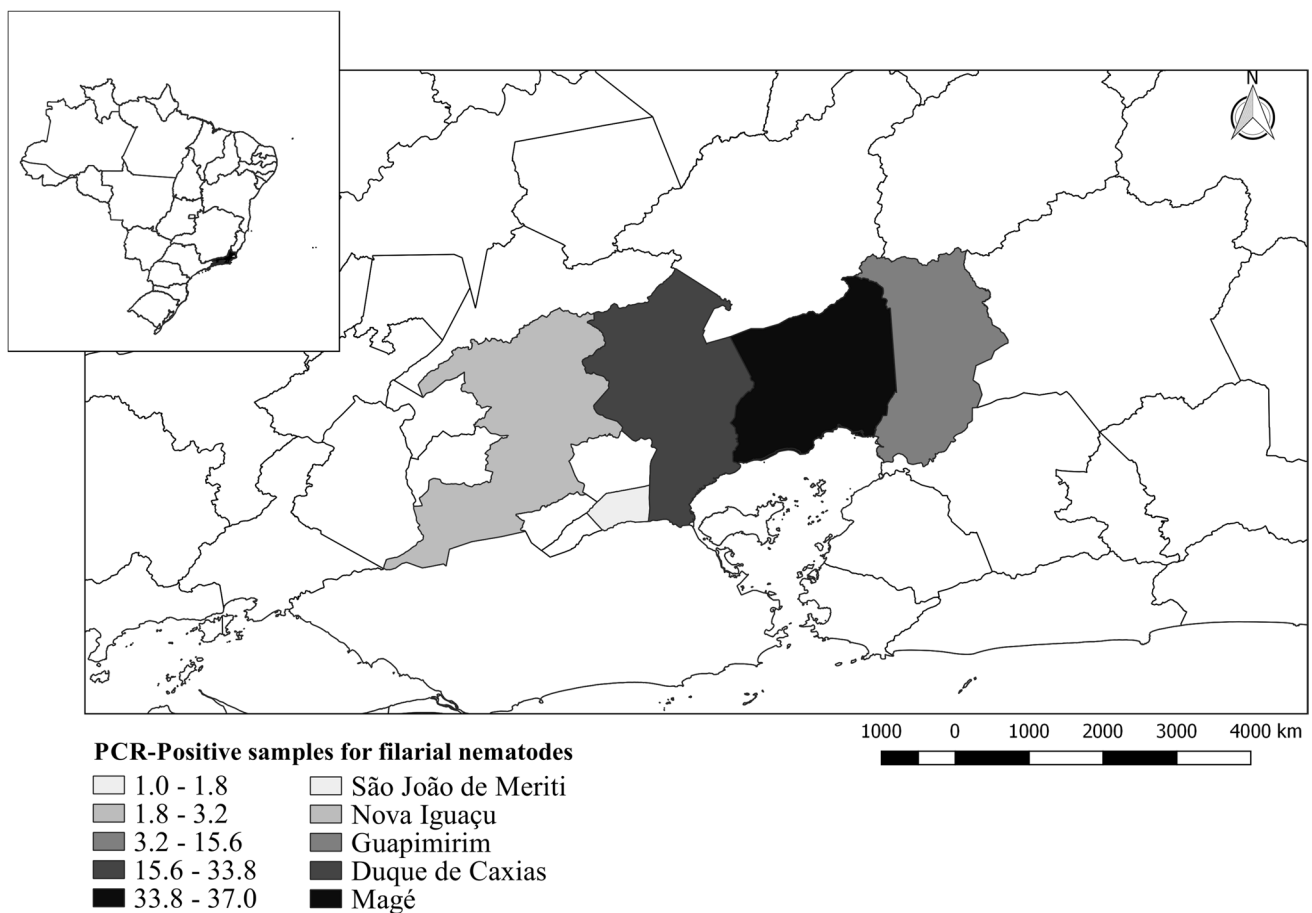 N
1000 0 1000 2000 3000 4000 km
PCR-Positive samples for filarial nematodes
1.0 - 1.8 São João de Meriti
1.8 - 3.2 Nova Iguaçu
3.2 - 15.6 Guapimirim
15.6 - 33.8 Duque de Caxias
33.8 - 37.0 Magé